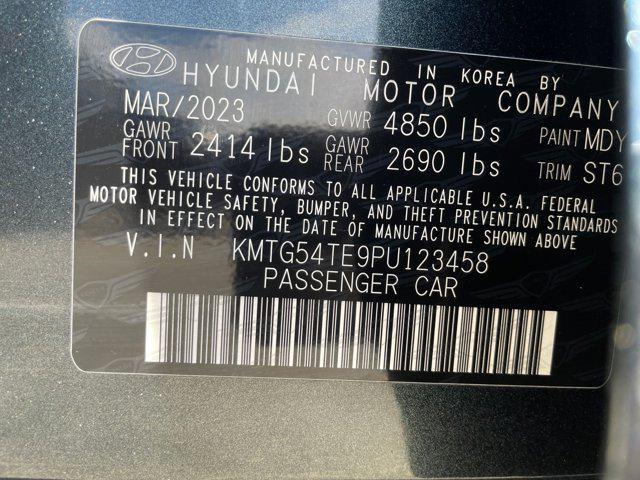 MANUFACTURED IN KOREA BY
HYUNDAI MOTOR COMPANY
MAR/2023 GVWR 4850 lbs PAINT MDY
GAWR FRONT 2414 lbs GAWR REAR 2690 lbs TRIM ST6
THIS VEHICLE CONFORMS TO ALL APPLICABLE U.S.A. FEDERAL
MOTOR VEHICLE SAFETY, BUMPER, AND THEFT PREVENTION STANDARDS
IN EFFECT ON THE DATE OF MANUFACTURE SHOWN ABOVE
V.I.N KMTG54TE9PU123458
PASSENGER CAR